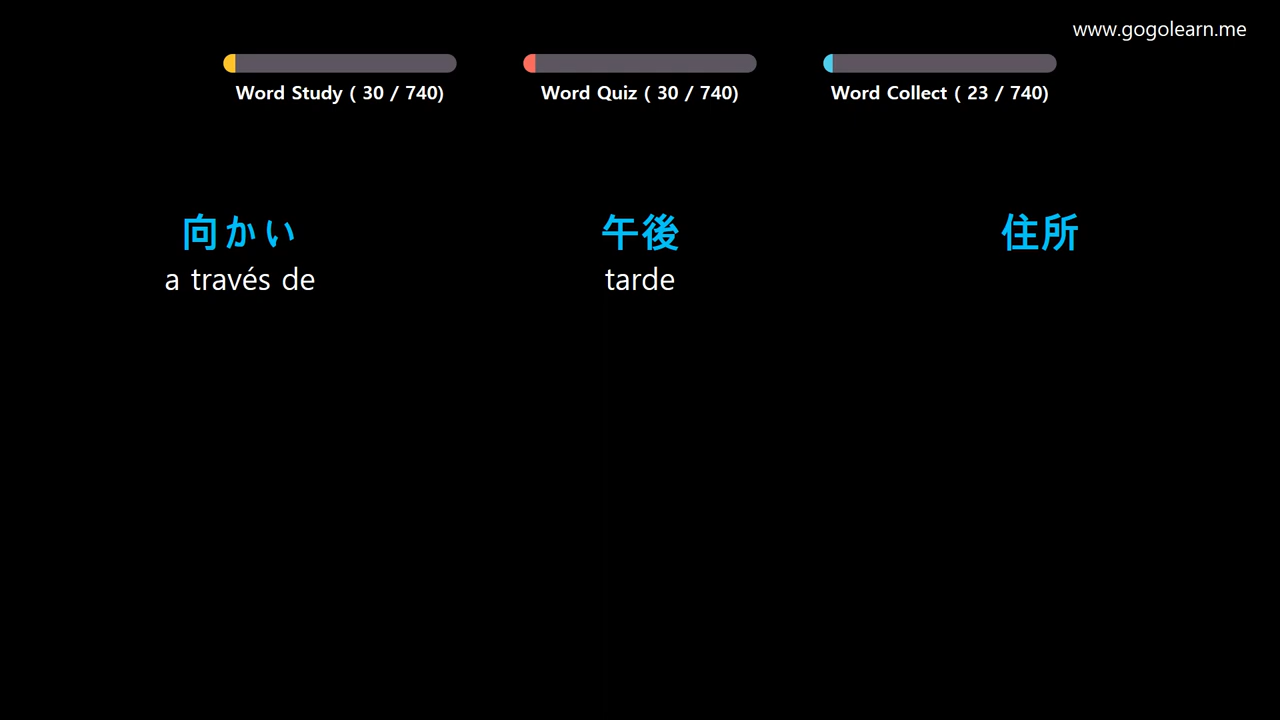 www.gogolearn.me
Word Study ( 30 / 740)
Word Quiz ( 30 / 740)
Word Collect ( 23 / 740)
向かい
a través de
午後
tarde
住所